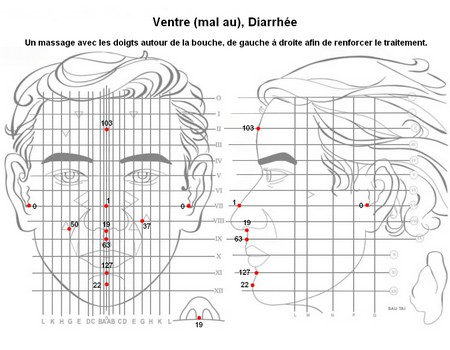 Ventre (mal au), Diarrhée
Un massage avec les doigts autour de la bouche, de gauche à droite afin de renforcer le traitement.
O
I
103 II 103
III
IV
V
VI
0 1 0 VII 1 0
50 37 VIII
19 19
63 IX 63
X
127 XI 127
22 XII 22
L K H G E D C B A A B C D E G H K L
19